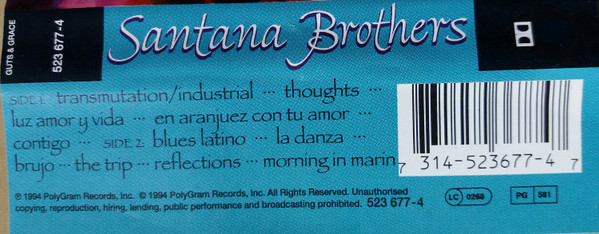 GUTS & GRACE
523 677-4
Santana Brothers
SIDE 1: transmutation/industrial ··· thoughts ···
luz amor y vida ··· en aranjuez con tu amor ···
contigo ··· SIDE 2: blues latino ··· la danza ···
brujo ··· the trip ··· reflections ··· morning in marin
7 314-523677-4 7
℗ 1994 PolyGram Records, Inc. © 1994 PolyGram Records, Inc. All Rights Reserved. Unauthorised
copying, reproduction, hiring, lending, public performance and broadcasting prohibited. 523 677-4
LC 0268
PG 581